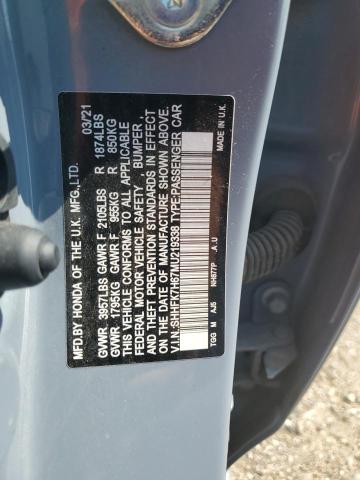 MFD.BY HONDA OF THE U.K. MFG.,LTD. 03/21
GVWR 3957LBS GAWR F 2105LBS R 1874LBS
GVWR 1795KG GAWR F 955KG R 850KG
THIS VEHICLE CONFORMS TO ALL APPLICABLE
FEDERAL MOTOR VEHICLE SAFETY, BUMPER,
AND THEFT PREVENTION STANDARDS IN EFFECT
ON THE DATE OF MANUFACTURE SHOWN ABOVE.
V.I.N.:SHHFK7H67MU219338 TYPE:PASSENGER CAR
TGG M AJ5 NH877P .A.U MADE IN U.K.